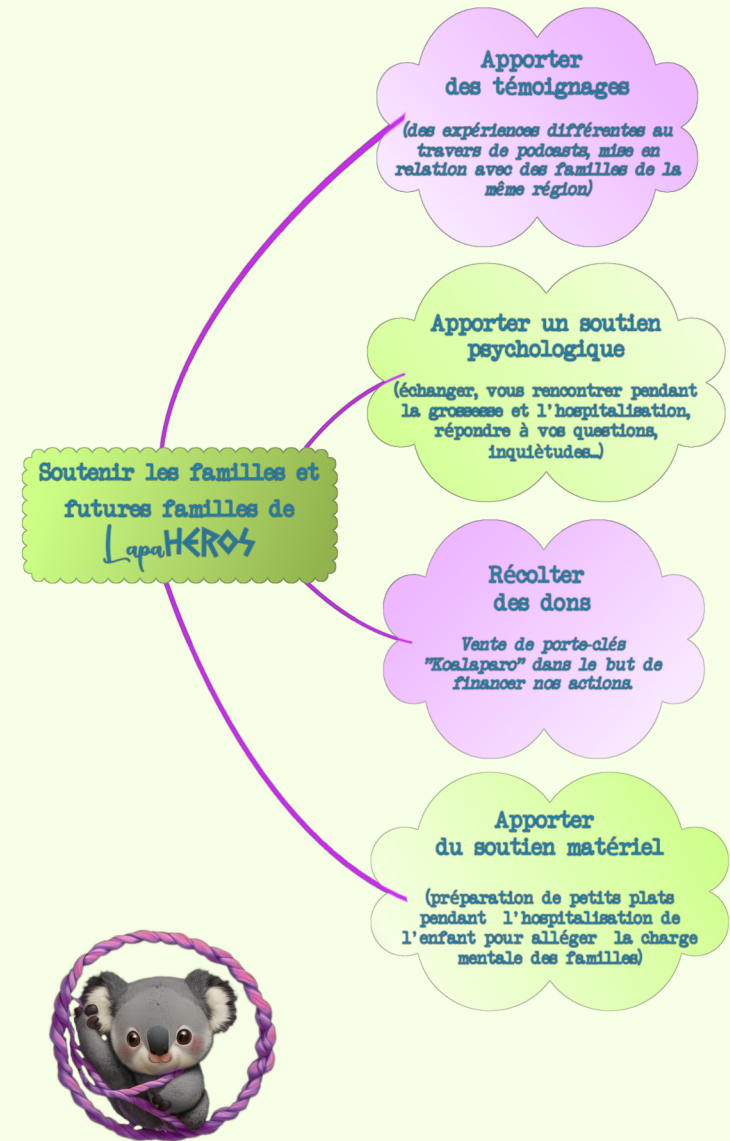 Apporter
des témoignages
(des expériences différentes au
travers de podcasts, mise en
relation avec des familles de la
même région)
Apporter un soutien
psychologique
(échanger, vous rencontrer pendant
la grossesse et l'hospitalisation,
répondre à vos questions,
inquiètudes...)
Soutenir les familles et
futures familles de
LapaHEROS
Récolter
des dons
Vente de porte-clés
"Koalaparo" dans le but de
financer nos actions.
Apporter
du soutien matériel
(préparation de petits plats
pendant l'hospitalisation de
l'enfant pour alléger la charge
mentale des familles)